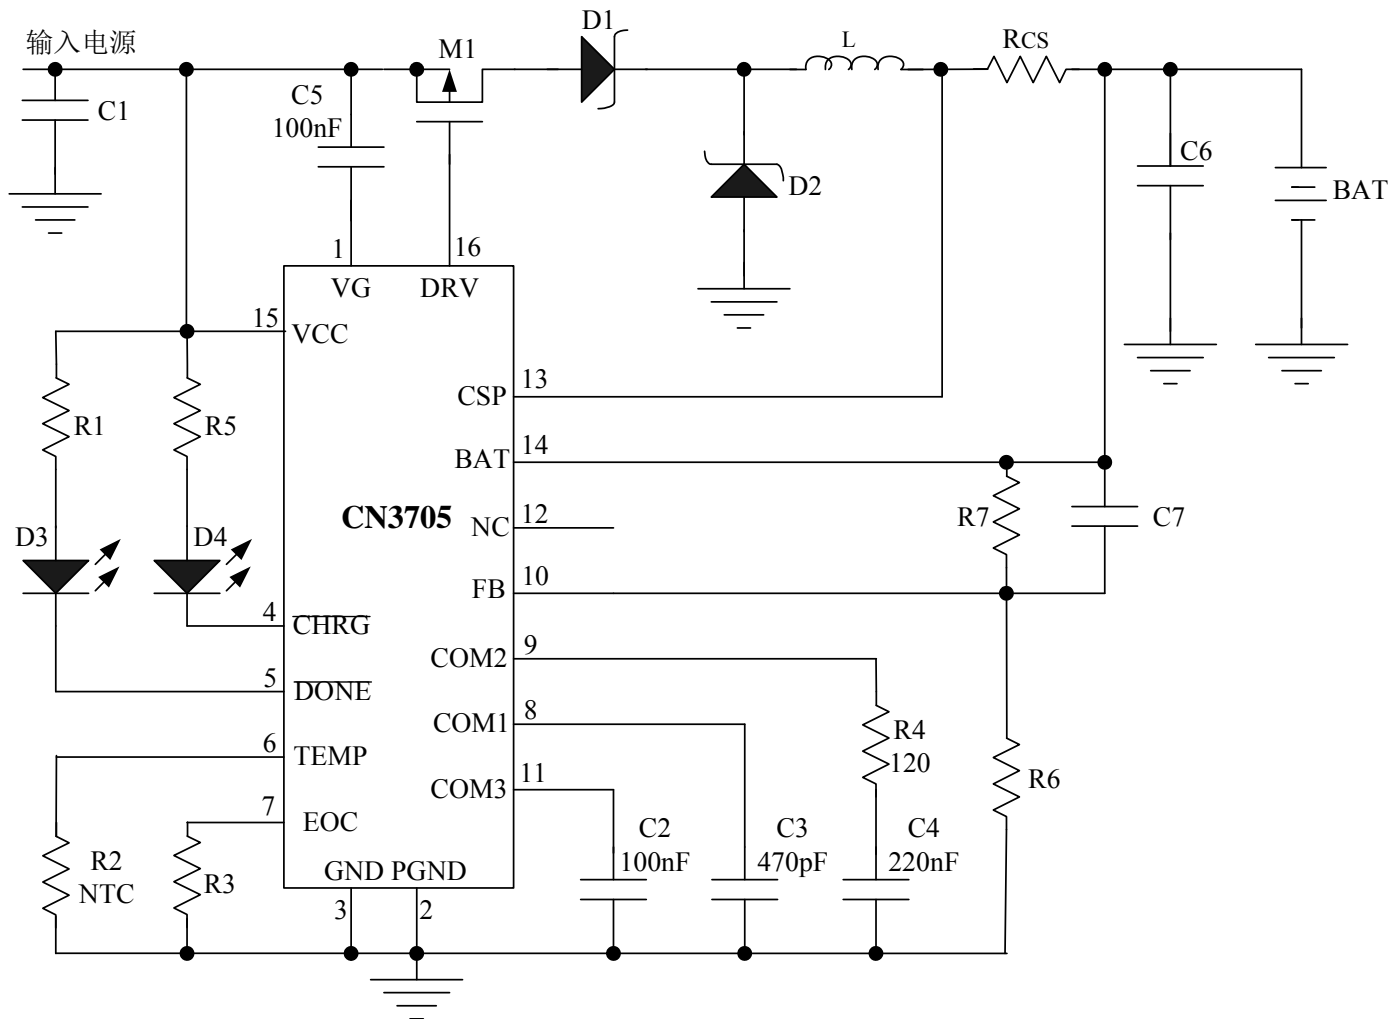 D1
输入电源
M1
L
RCS
C1
C5
100nF
D2
C6
BAT
1
16
VG
DRV
15
VCC
CSP
13
R1
R5
BAT
14
CN3705
NC
12
R7
C7
D3
D4
FB
10
4
CHRG
COM2
9
5
DONE
COM1
8
R4
120
6
TEMP
COM3
11
R6
7
EOC
C2
100nF
C3
470pF
C4
220nF
R2
NTC
R3
GND
PGND
3
2